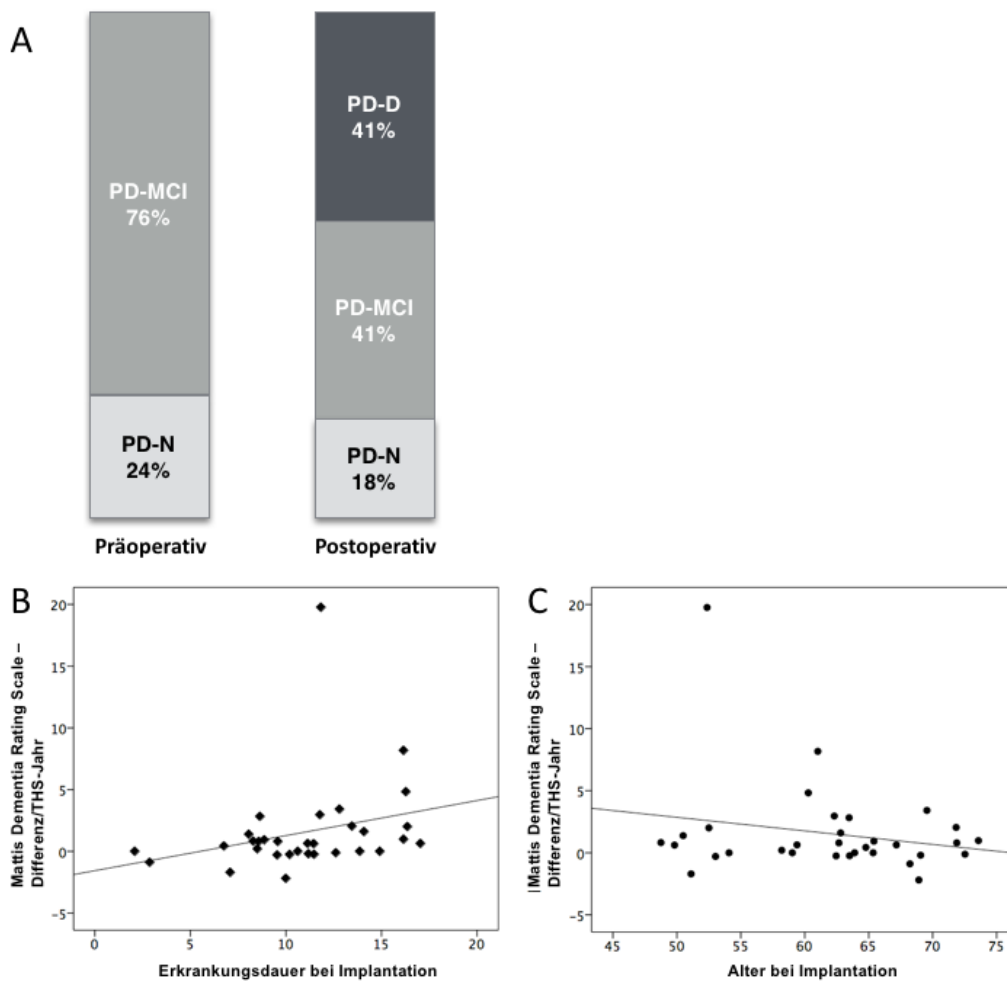 A
PD-MCI
76%
PD-N
24%
Präoperativ
PD-D
41%
PD-MCI
41%
PD-N
18%
Postoperativ
B
Mattis Dementia Rating Scale –
Differenz/THS-Jahr
20
15
10
5
0
−5
0 5 10 15 20
Erkrankungsdauer bei Implantation
C
|Mattis Dementia Rating Scale –
Differenz/THS-Jahr
20
15
10
5
0
−5
45 50 55 60 65 70 75
Alter bei Implantation